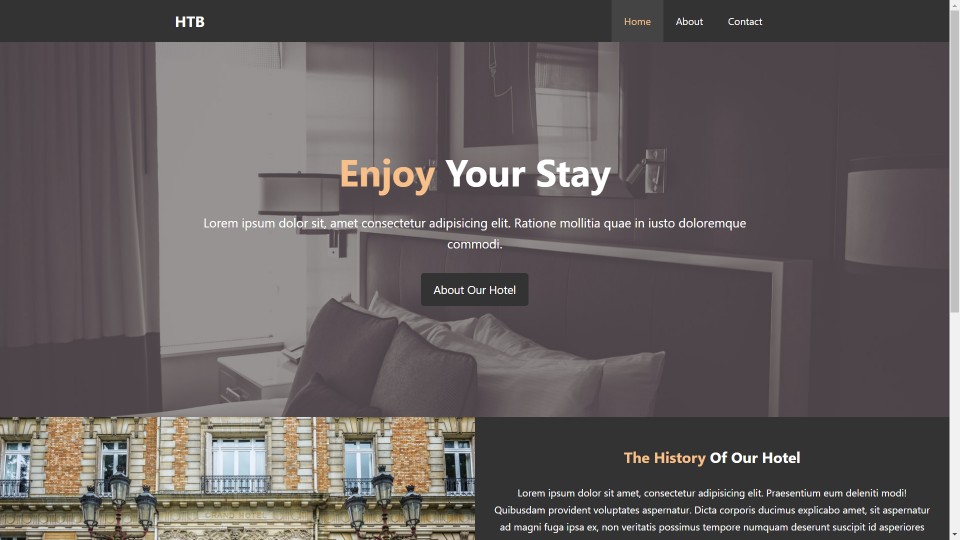 HTB
Home
About
Contact
Enjoy Your Stay
Lorem ipsum dolor sit, amet consectetur adipisicing elit. Ratione mollitia quae in iusto doloremque
commodi.
About Our Hotel
The History Of Our Hotel
Lorem ipsum dolor sit amet, consectetur adipisicing elit. Praesentium eum deleniti modi!
Quibusdam provident voluptates aspernatur. Dicta corporis ducimus explicabo amet, sit aspernatur
ad magni fuga ipsa ex, non veritatis possimus tempore numquam deserunt suscipit id asperiores